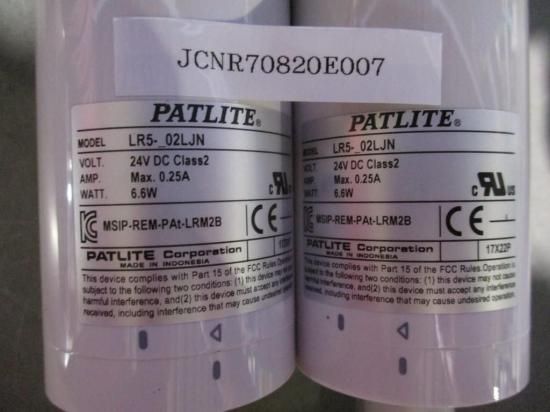 JCNR70820E007
PATLITE®
MODEL LR5-_02LJN
VOLT. 24V DC Class2
AMP. Max. 0.25A
WATT. 6.6W
MSIP-REM-PAt-LRM2B
CE
PATLITE Corporation
MADE IN INDONESIA
This device complies with Part 15 of the FCC Rules. Operation is
subject to the following two conditions: (1) this device may not cause
harmful interference, and(2) this device must accept any interference
received, including interference that may cause undesired operation.
PATLITE®
MODEL LR5-_02LJN
VOLT. 24V DC Class2
AMP. Max. 0.25A
WATT. 6.6W
c RU us
MSIP-REM-PAt-LRM2B
CE
PATLITE Corporation 17X22P
MADE IN INDONESIA
This device complies with Part 15 of the FCC Rules. Operation is
subject to the following two conditions: (1) this device may not
harmful interference, and(2) this device must accept any
received, including interference that may cause undesired operation.